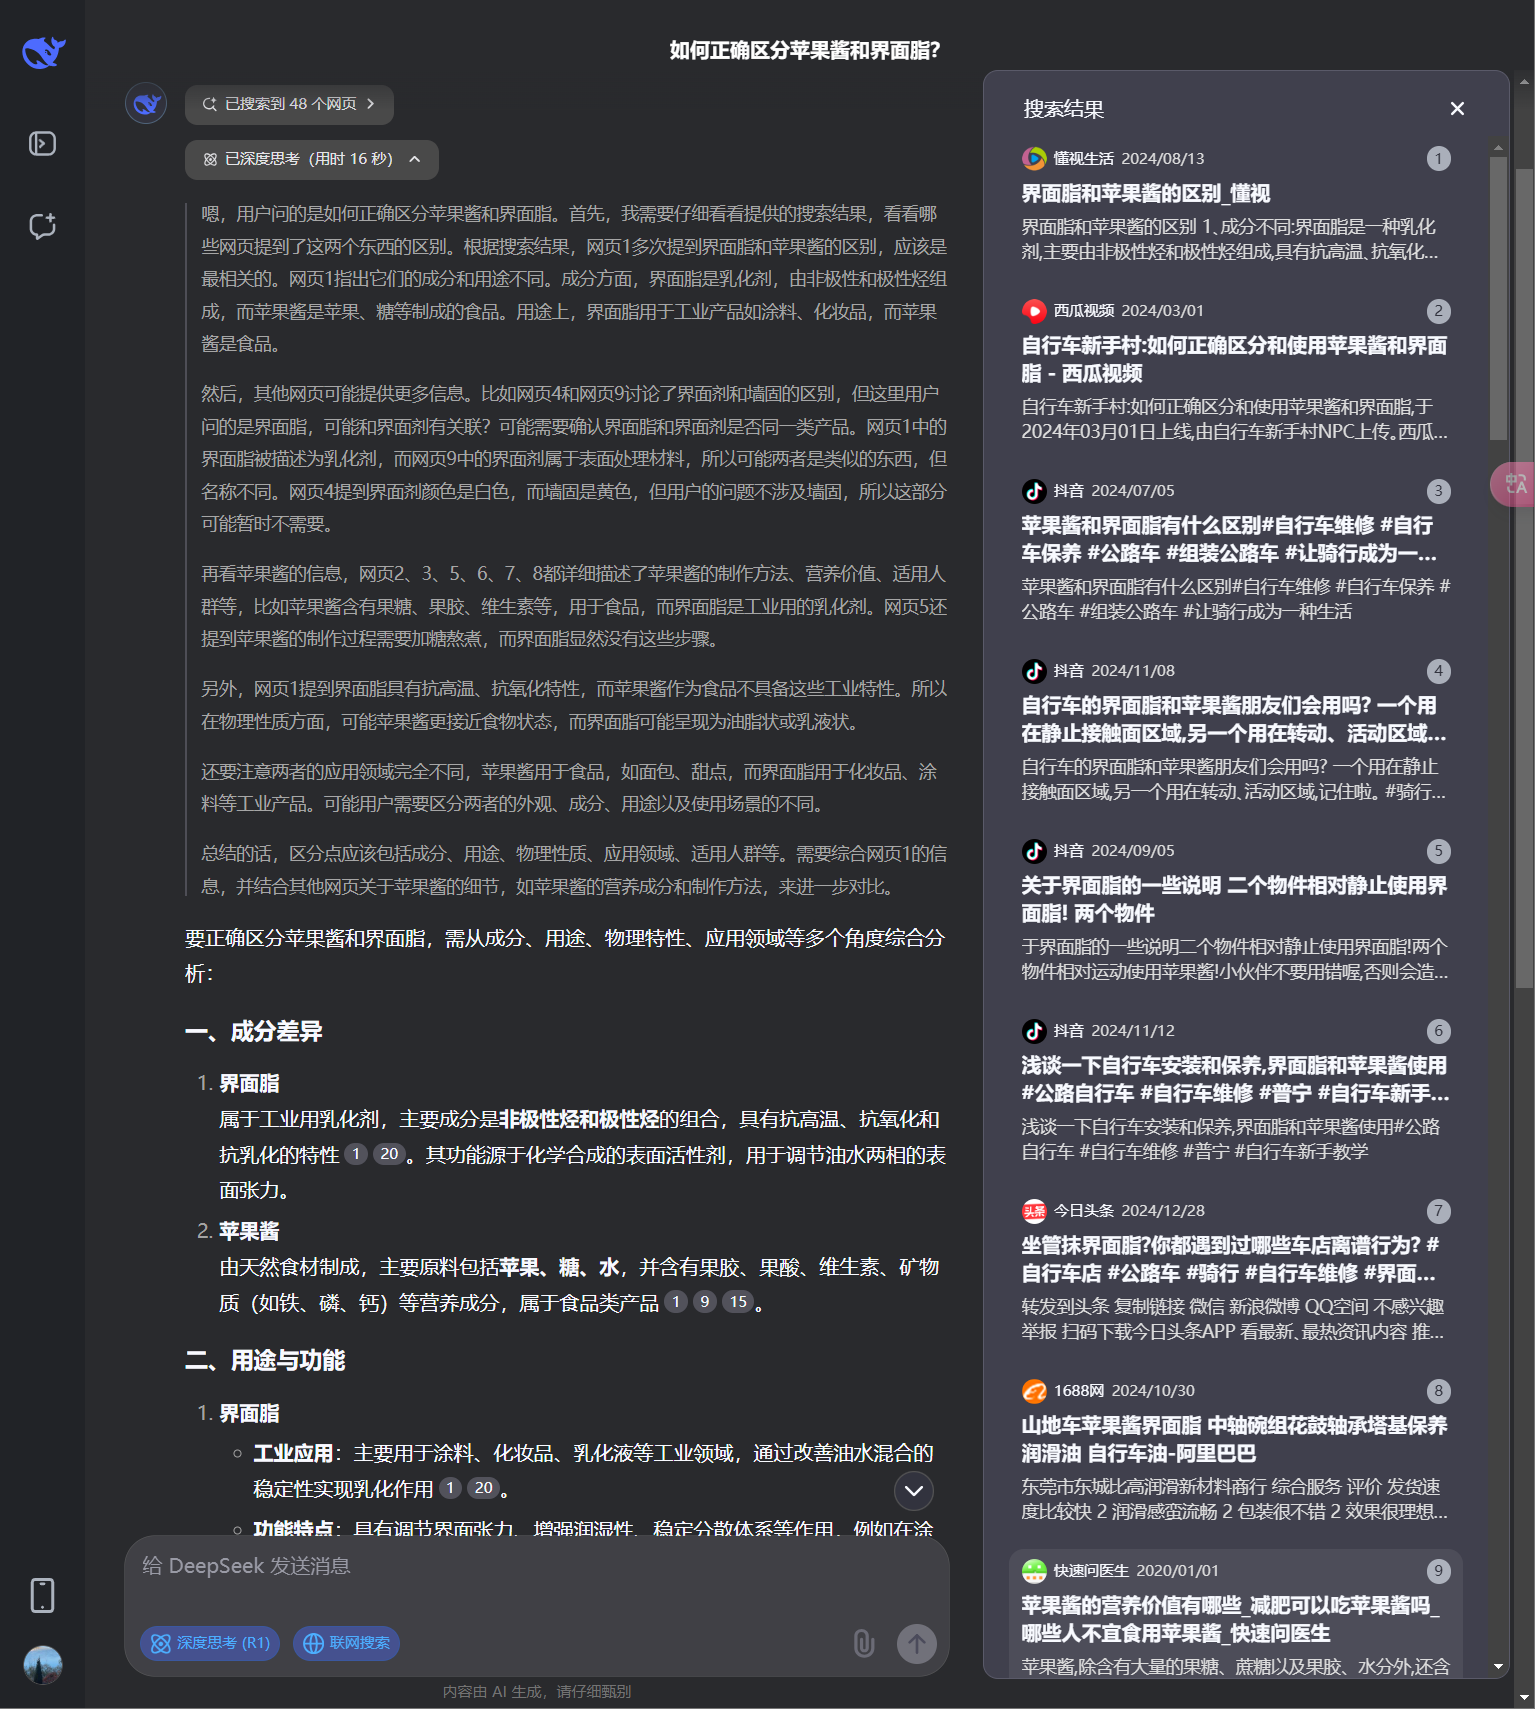 如何正确区分苹果酱和界面脂?
已搜索到 48 个网页
已深度思考（用时 16 秒）
嗯，用户问的是如何正确区分苹果酱和界面脂。首先，我需要仔细看看提供的搜索结果，看看哪
些网页提到了这两个东西的区别。根据搜索结果，网页1多次提到界面脂和苹果酱的区别，应该是
最相关的。网页1指出它们的成分和用途不同。成分方面，界面脂是乳化剂，由非极性和极性烃组
成，而苹果酱是苹果、糖等制成的食品。用途上，界面脂用于工业产品如涂料、化妆品，而苹果
酱是食品。
然后，其他网页可能提供更多信息。比如网页4和网页9讨论了界面剂和墙固的区别，但这里用户
问的是界面脂，可能和界面剂有关联？可能需要确认界面脂和界面剂是否同一类产品。网页1中的
界面脂被描述为乳化剂，而网页9中的界面剂属于表面处理材料，所以可能两者是类似的东西，但
名称不同。网页4提到界面剂颜色是白色，而墙固是黄色，但用户的问题不涉及墙固，所以这部分
可能暂时不需要。
再看苹果酱的信息，网页2、3、5、6、7、8都详细描述了苹果酱的制作方法、营养价值、适用人
群等，比如苹果酱含有果糖、果胶、维生素等，用于食品，而界面脂是工业用的乳化剂。网页5还
提到苹果酱的制作过程需要加糖熬煮，而界面脂显然没有这些步骤。
另外，网页1提到界面脂具有抗高温、抗氧化特性，而苹果酱作为食品不具备这些工业特性。所以
在物理性质方面，可能苹果酱更接近食物状态，而界面脂可能呈现为油脂状或乳液状。
还要注意两者的应用领域完全不同，苹果酱用于食品，如面包、甜点，而界面脂用于化妆品、涂
料等工业产品。可能用户需要区分两者的外观、成分、用途以及使用场景的不同。
总结的话，区分点应该包括成分、用途、物理性质、应用领域、适用人群等。需要综合网页1的信
息，并结合其他网页关于苹果酱的细节，如苹果酱的营养成分和制作方法，来进一步对比。
要正确区分苹果酱和界面脂，需从成分、用途、物理特性、应用领域等多个角度综合分
析：
一、成分差异
1. 界面脂
属于工业用乳化剂，主要成分是非极性烃和极性烃的组合，具有抗高温、抗氧化和
抗乳化的特性 1 20 。其功能源于化学合成的表面活性剂，用于调节油水两相的表
面张力。
2. 苹果酱
由天然食材制成，主要原料包括苹果、糖、水，并含有果胶、果酸、维生素、矿物
质（如铁、磷、钙）等营养成分，属于食品类产品 1 9 15 。
二、用途与功能
1. 界面脂
工业应用：主要用于涂料、化妆品、乳化液等工业领域，通过改善油水混合的
稳定性实现乳化作用 1 20 。
功能特点：具有调节界面张力、增强润湿性、稳定分散体系等作用，例如在涂
给 DeepSeek 发送消息
深度思考 (R1)
联网搜索
内容由 AI 生成，请仔细甄别
搜索结果
懂视生活 2024/08/13 1
界面脂和苹果酱的区别_懂视
界面脂和苹果酱的区别 1、成分不同:界面脂是一种乳化
剂,主要由非极性烃和极性烃组成,具有抗高温、抗氧化...
西瓜视频 2024/03/01 2
自行车新手村:如何正确区分和使用苹果酱和界面
脂 - 西瓜视频
自行车新手村:如何正确区分和使用苹果酱和界面脂,于
2024年03月01日上线,由自行车新手村NPC上传。西瓜...
抖音 2024/07/05 3
苹果酱和界面脂有什么区别#自行车维修 #自行
车保养 #公路车 #组装公路车 #让骑行成为一...
苹果酱和界面脂有什么区别#自行车维修 #自行车保养 #
公路车 #组装公路车 #让骑行成为一种生活
抖音 2024/11/08 4
自行车的界面脂和苹果酱朋友们会用吗? 一个用
在静止接触面区域,另一个用在转动、活动区域...
自行车的界面脂和苹果酱朋友们会用吗? 一个用在静止
接触面区域,另一个用在转动、活动区域,记住啦。 #骑行...
抖音 2024/09/05 5
关于界面脂的一些说明 二个物件相对静止使用界
面脂! 两个物件
于界面脂的一些说明二个物件相对静止使用界面脂!两个
物件相对运动使用苹果酱!小伙伴不要用错喔,否则会造...
抖音 2024/11/12 6
浅谈一下自行车安装和保养,界面脂和苹果酱使用
#公路自行车 #自行车维修 #普宁 #自行车新手...
浅谈一下自行车安装和保养,界面脂和苹果酱使用#公路
自行车 #自行车维修 #普宁 #自行车新手教学
头条 今日头条 2024/12/28 7
坐管抹界面脂?你都遇到过哪些车店离谱行为? #
自行车店 #公路车 #骑行 #自行车维修 #界面...
转发到头条 复制链接 微信 新浪微博 QQ空间 不感兴趣
举报 扫码下载今日头条APP 看最新、最热资讯内容 推...
1688网 2024/10/30 8
山地车苹果酱界面脂 中轴碗组花鼓轴承塔基保养
润滑油 自行车油-阿里巴巴
东莞市东城比高润滑新材料商行 综合服务 评价 发货速
度比较快 2 润滑感蛮流畅 2 包装很不错 2 效果很理想...
快速问医生 2020/01/01 9
苹果酱的营养价值有哪些_减肥可以吃苹果酱吗_
哪些人不宜食用苹果酱_快速问医生
苹果酱,除含有大量的果糖、蔗糖以及果胶、水分外,还含